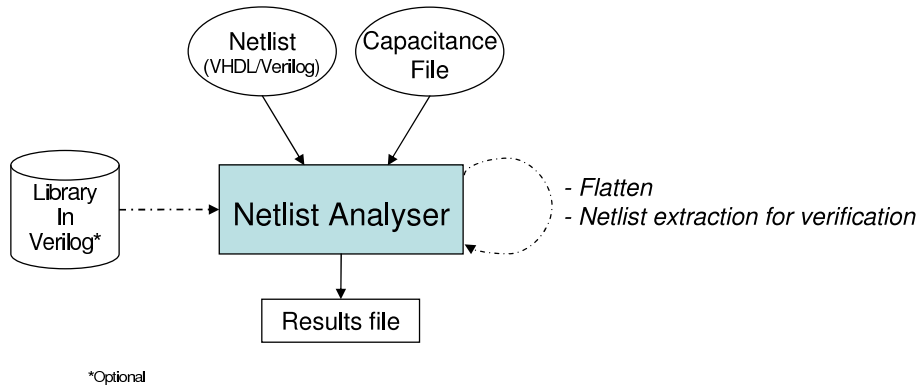 Netlist
(VHDL/Verilog)
Capacitance
File
Library
In
Verilog*
Netlist Analyser
- Flatten
- Netlist extraction for verification
Results file
*Optional